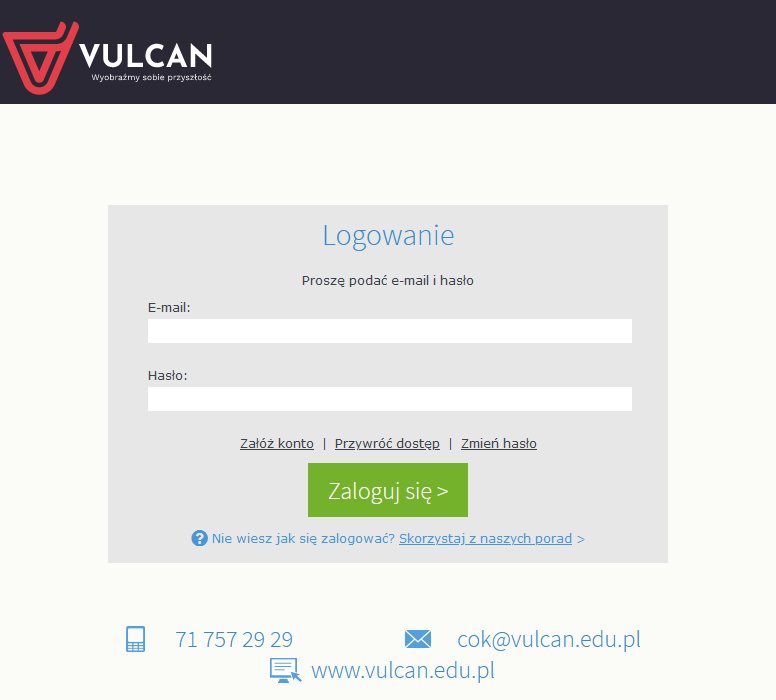 VULCAN
Wyobraźmy sobie przyszłość
Logowanie
Proszę podać e-mail i hasło
E-mail:
Hasło:
Załóż konto | Przywróć dostęp | Zmień hasło
Zaloguj się >
? Nie wiesz jak się zalogować? Skorzystaj z naszych porad >
71 757 29 29 cok@vulcan.edu.pl
www.vulcan.edu.pl